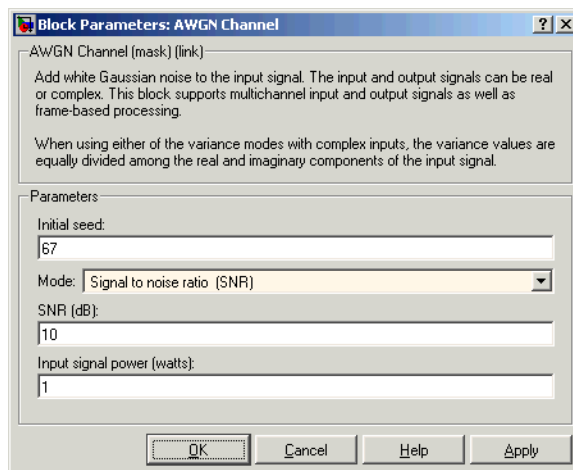 Block Parameters: AWGN Channel
AWGN Channel (mask) (link)
Add white Gaussian noise to the input signal. The input and output signals can be real
or complex. This block supports multichannel input and output signals as well as
frame-based processing.
When using either of the variance modes with complex inputs, the variance values are
equally divided among the real and imaginary components of the input signal.
Parameters
Initial seed:
67
Mode: Signal to noise ratio (SNR)
SNR (dB):
10
Input signal power (watts):
1
OK Cancel Help Apply